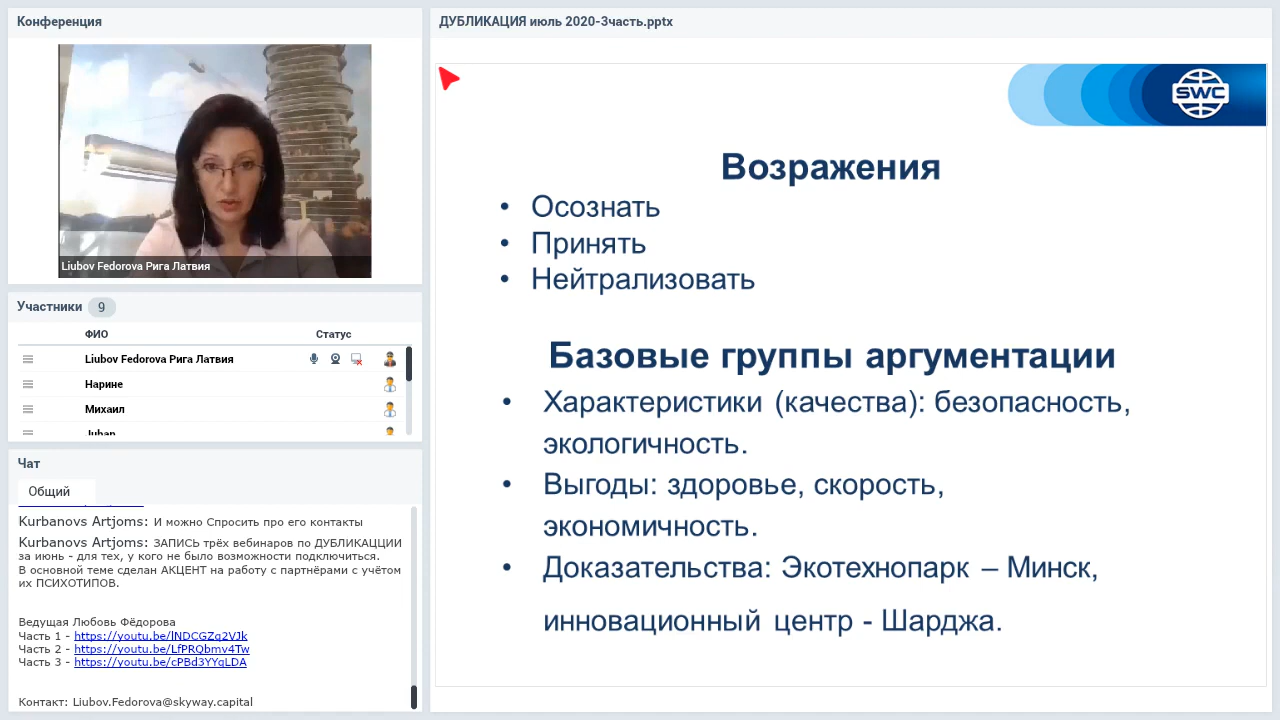 Конференция
Liubov Fedorova Рига Латвия
Участники 9
ФИО Статус
Liubov Fedorova Рига Латвия
Нарине
Михаил
Чат
Общий
Kurbanovs Artjoms: И можно Спросить про его контакты
Kurbanovs Artjoms: ЗАПИСЬ трёх вебинаров по ДУБЛИКАЦЦИИ
за июнь - для тех, у кого не было возможности подключиться.
В основной теме сделан АКЦЕНТ на работу с партнёрами с учётом
их ПСИХОТИПОВ.
Ведущая Любовь Фёдорова
Часть 1 - https://youtu.be/lNDCGZq2VJk
Часть 2 - https://youtu.be/LfPRQbmv4Tw
Часть 3 - https://youtu.be/cPBd3YYqLDA
Контакт: Liubov.Fedorova@skyway.capital
ДУБЛИКАЦИЯ июль 2020-3часть.pptx
SWC
Возражения
• Осознать
• Принять
• Нейтрализовать
Базовые группы аргументации
• Характеристики (качества): безопасность,
экологичность.
• Выгоды: здоровье, скорость,
экономичность.
• Доказательства: Экотехнопарк – Минск,
инновационный центр - Шарджа.